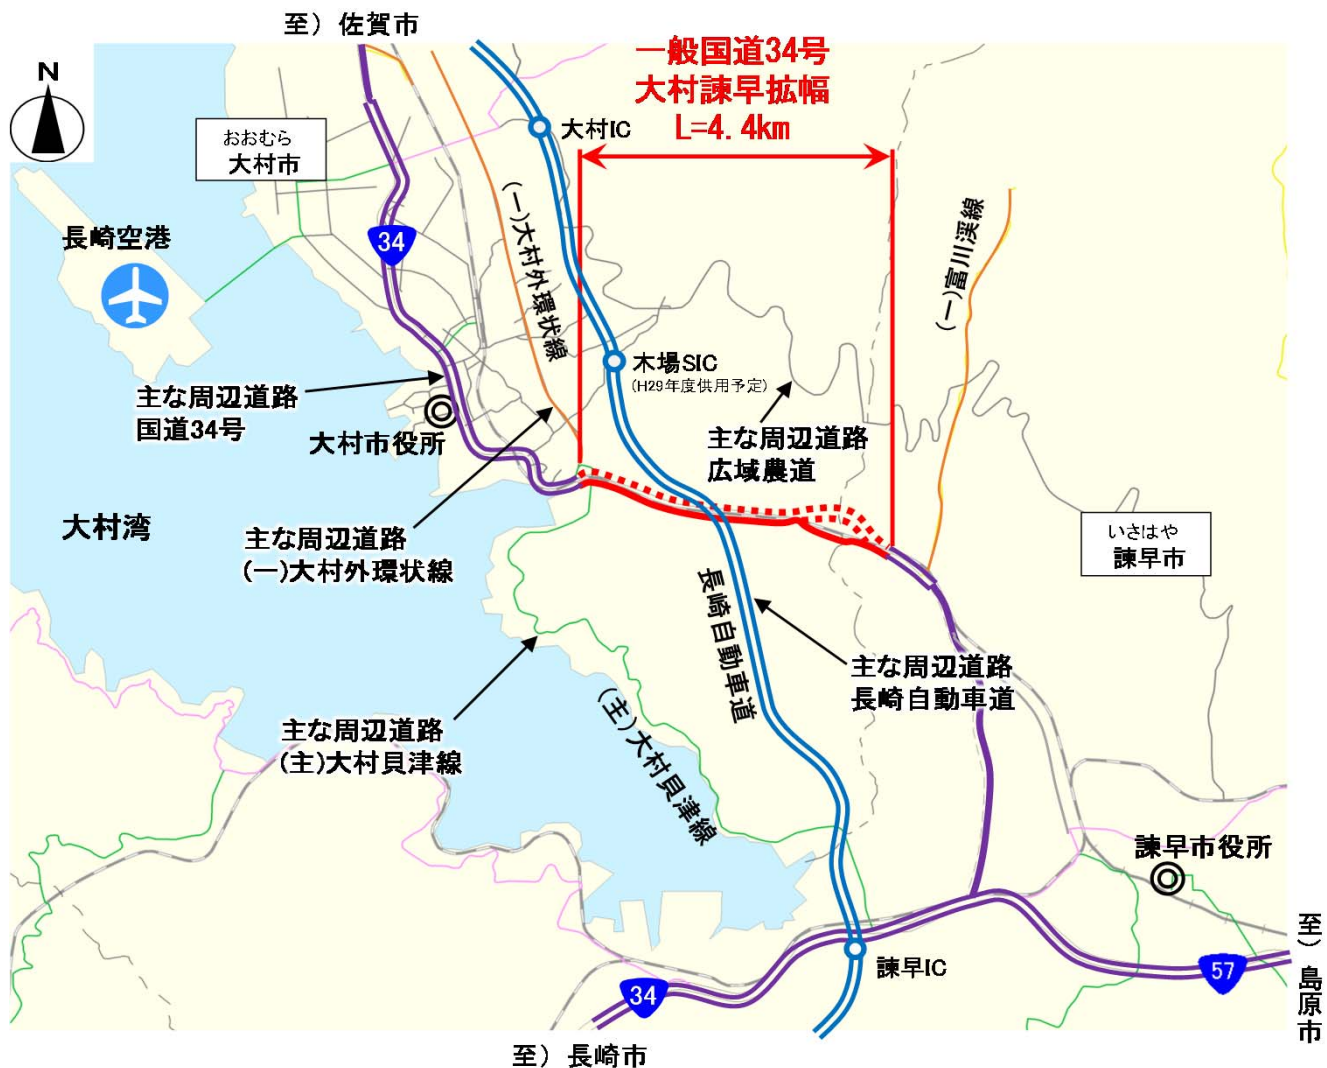 至）佐賀市
一般国道34号
大村諫早拡幅
L=4.4km
N
大村IC
おおむら
大村市
(一)大村外環状線
(一)富川渓線
長崎空港
34
木場SIC
(H29年度供用予定)
主な周辺道路
国道34号
大村市役所
主な周辺道路
広域農道
大村湾
主な周辺道路
(一)大村外環状線
いさはや
諫早市
長崎自動車道
主な周辺道路
長崎自動車道
主な周辺道路
(主)大村貝津線
(主)大村貝津線
諫早市役所
諫早IC
34
57
至）島原市
至）長崎市